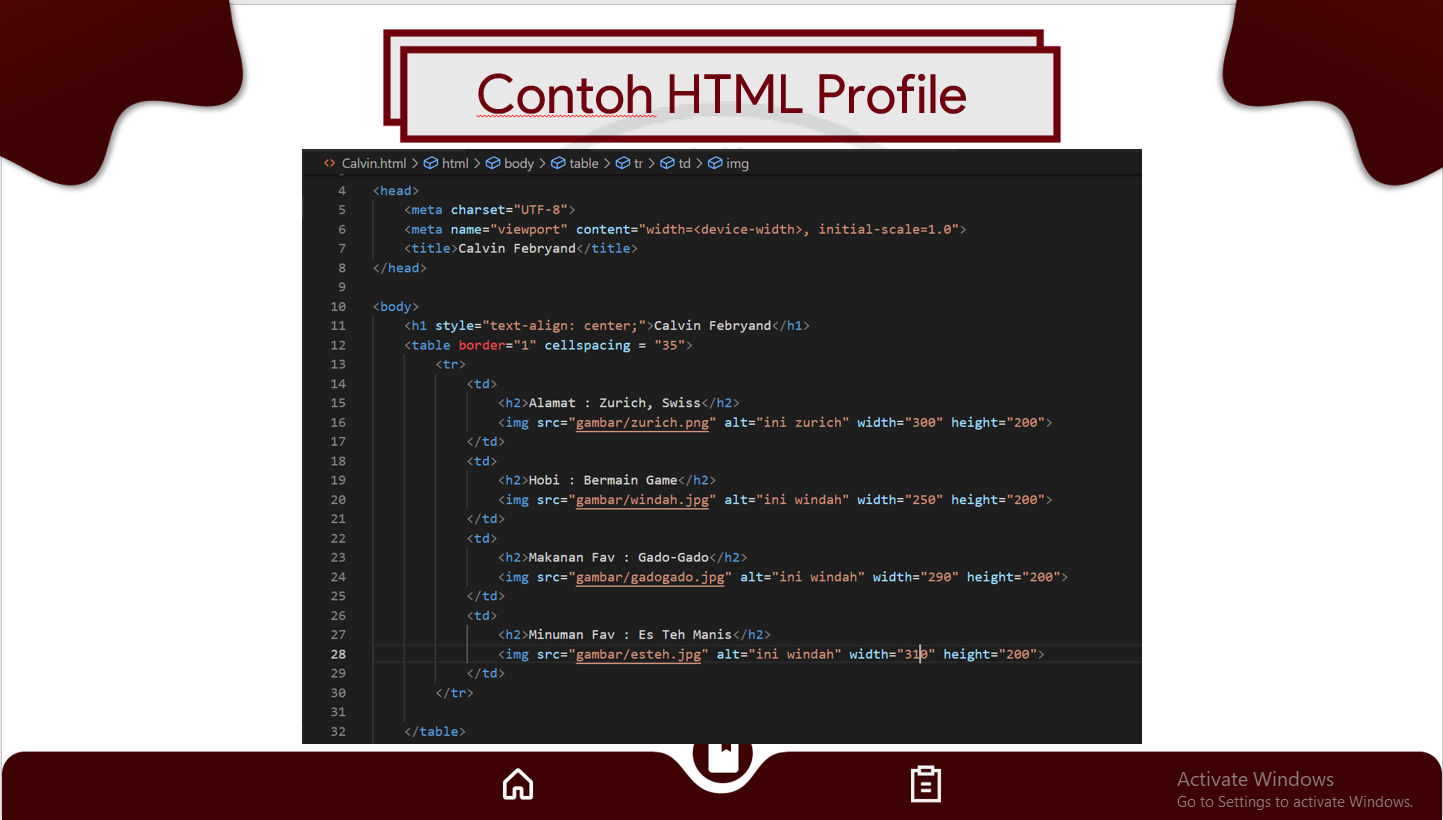 Contoh HTML Profile
Calvin.html > html > body > table > tr > td > img
4 <head>
5 <meta charset="UTF-8">
6 <meta name="viewport" content="width=<device-width>, initial-scale=1.0">
7 <title>Calvin Febryand</title>
8 </head>
9
10 <body>
11 <h1 style="text-align: center;">Calvin Febryand</h1>
12 <table border="1" cellspacing = "35">
13 <tr>
14 <td>
15 <h2>Alamat : Zurich, Swiss</h2>
16 <img src="gambar/zurich.png" alt="ini zurich" width="300" height="200">
17 </td>
18 <td>
19 <h2>Hobi : Bermain Game</h2>
20 <img src="gambar/windah.jpg" alt="ini windah" width="250" height="200">
21 </td>
22 <td>
23 <h2>Makanan Fav : Gado-Gado</h2>
24 <img src="gambar/gadogado.jpg" alt="ini windah" width="290" height="200">
25 </td>
26 <td>
27 <h2>Minuman Fav : Es Teh Manis</h2>
28 <img src="gambar/esteh.jpg" alt="ini windah" width="310" height="200">
29 </td>
30 </tr>
31
32 </table>
Activate Windows
Go to Settings to activate Windows.